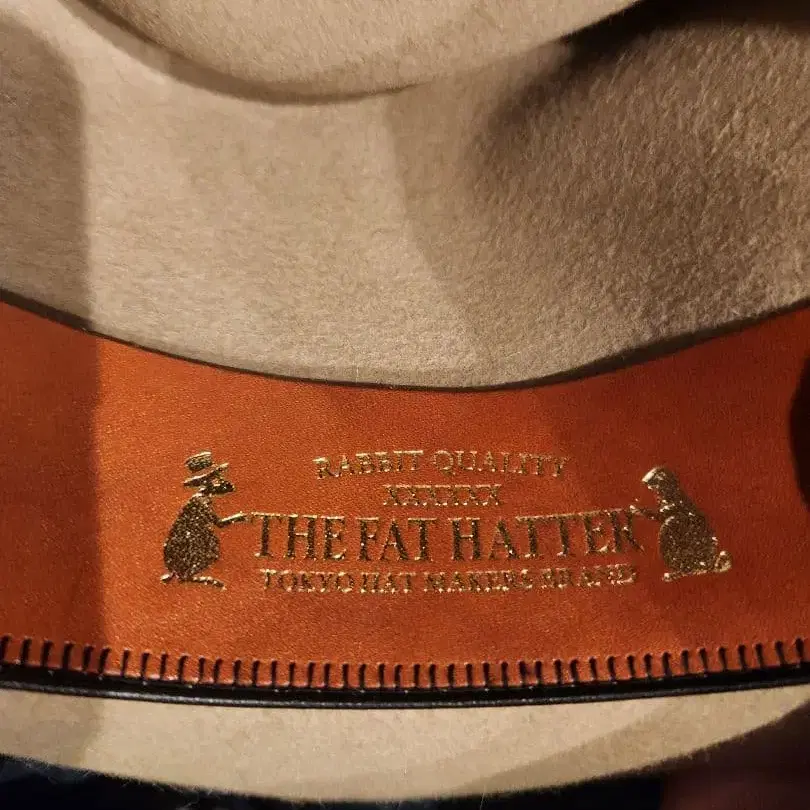 RABBIT QUALITY
XXXXXX
THE FAT HATTER
TOKYO HAT MAKERS BRAND